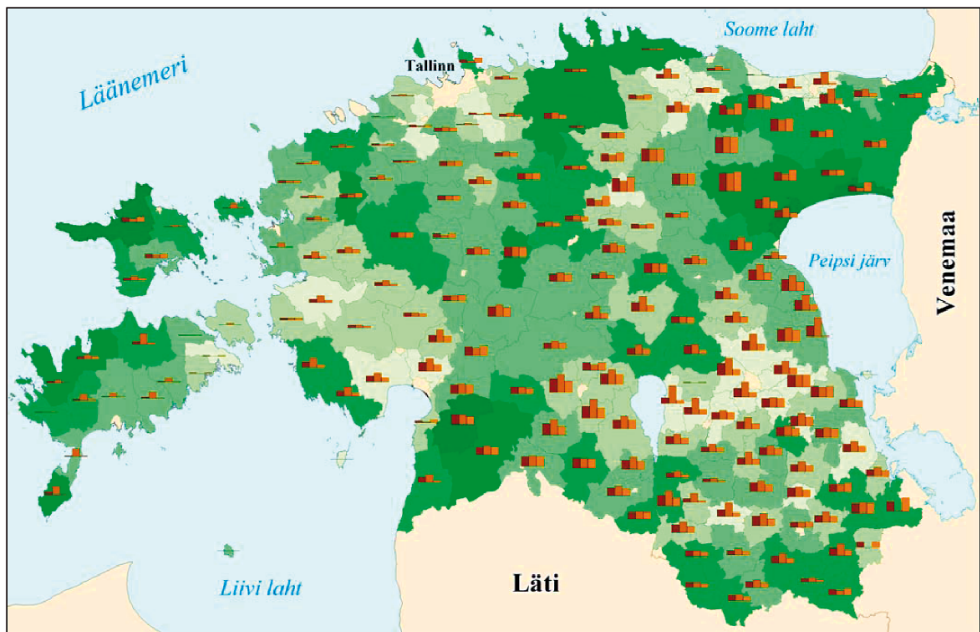 Soome laht
Tallinn
Läänemeri
Venemaa
Peipsi järv
Liivi laht
Läti